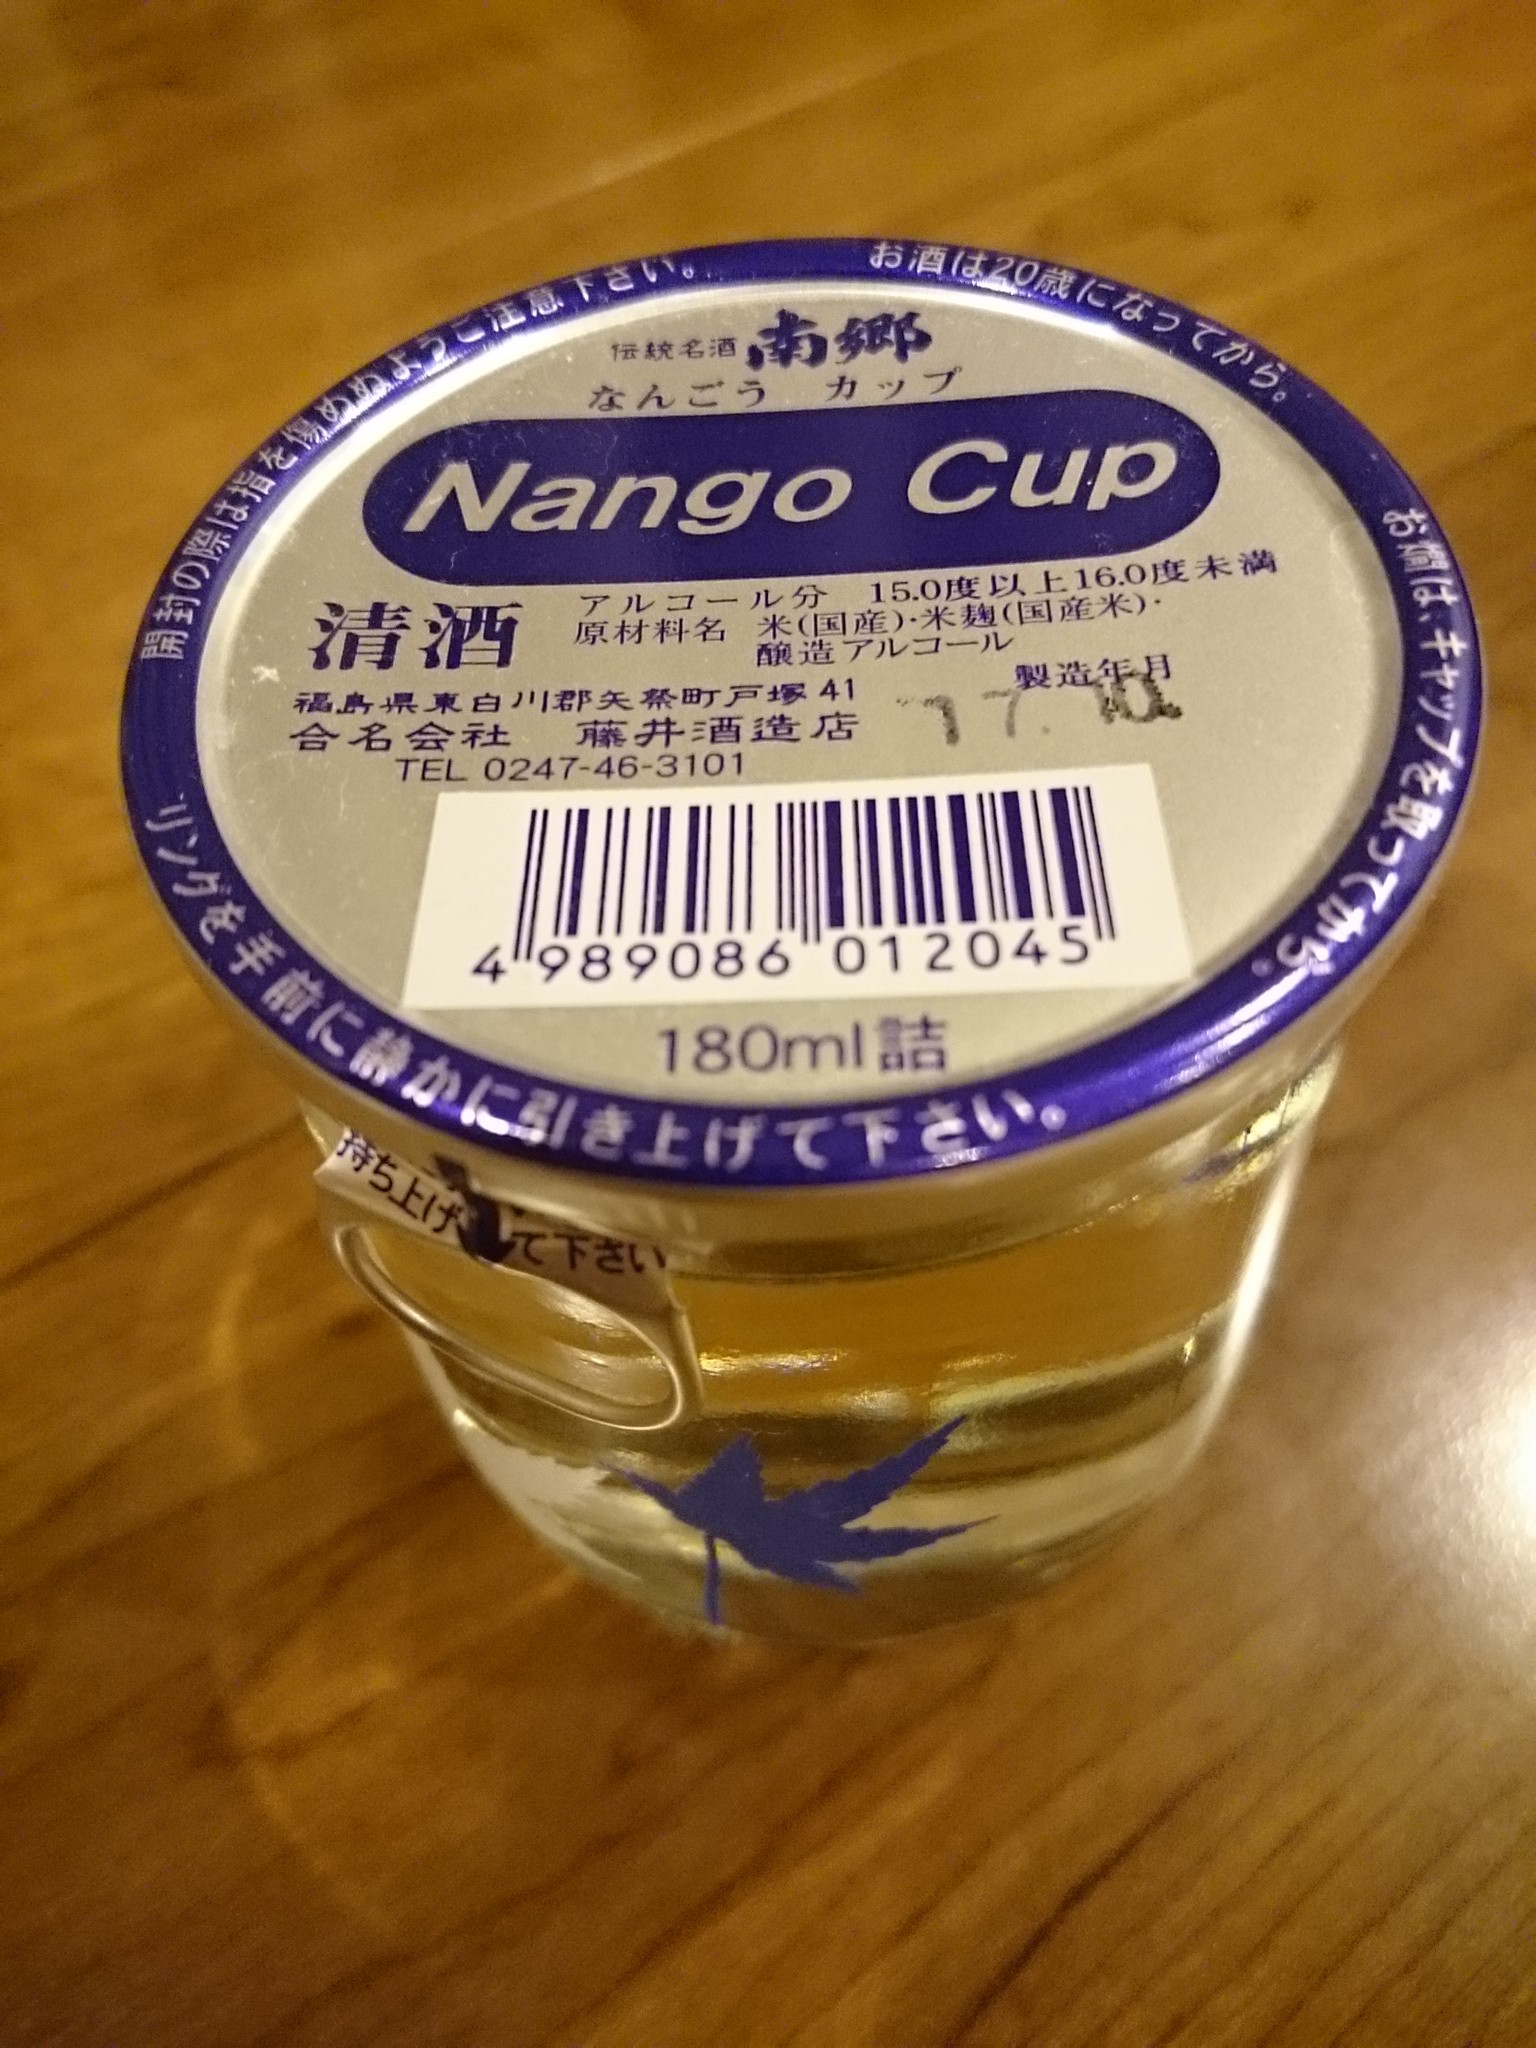 開封の際は指を傷めぬようご注意下さい。
お酒は20歳になってから。
お燗は、キャップを取ってから。
リングを手前に静かに引き上げて下さい。
伝統名酒 南郷
なんごう カップ
Nango Cup
清酒
アルコール分 15.0度以上16.0度未満
原材料名 米(国産)・米麹(国産米)・
醸造アルコール
製造年月
17.10
福島県東白川郡矢祭町戸塚41
合名会社 藤井酒造店
TEL 0247-46-3101
4 989086 012045
180ml詰
持ち上げて下さい